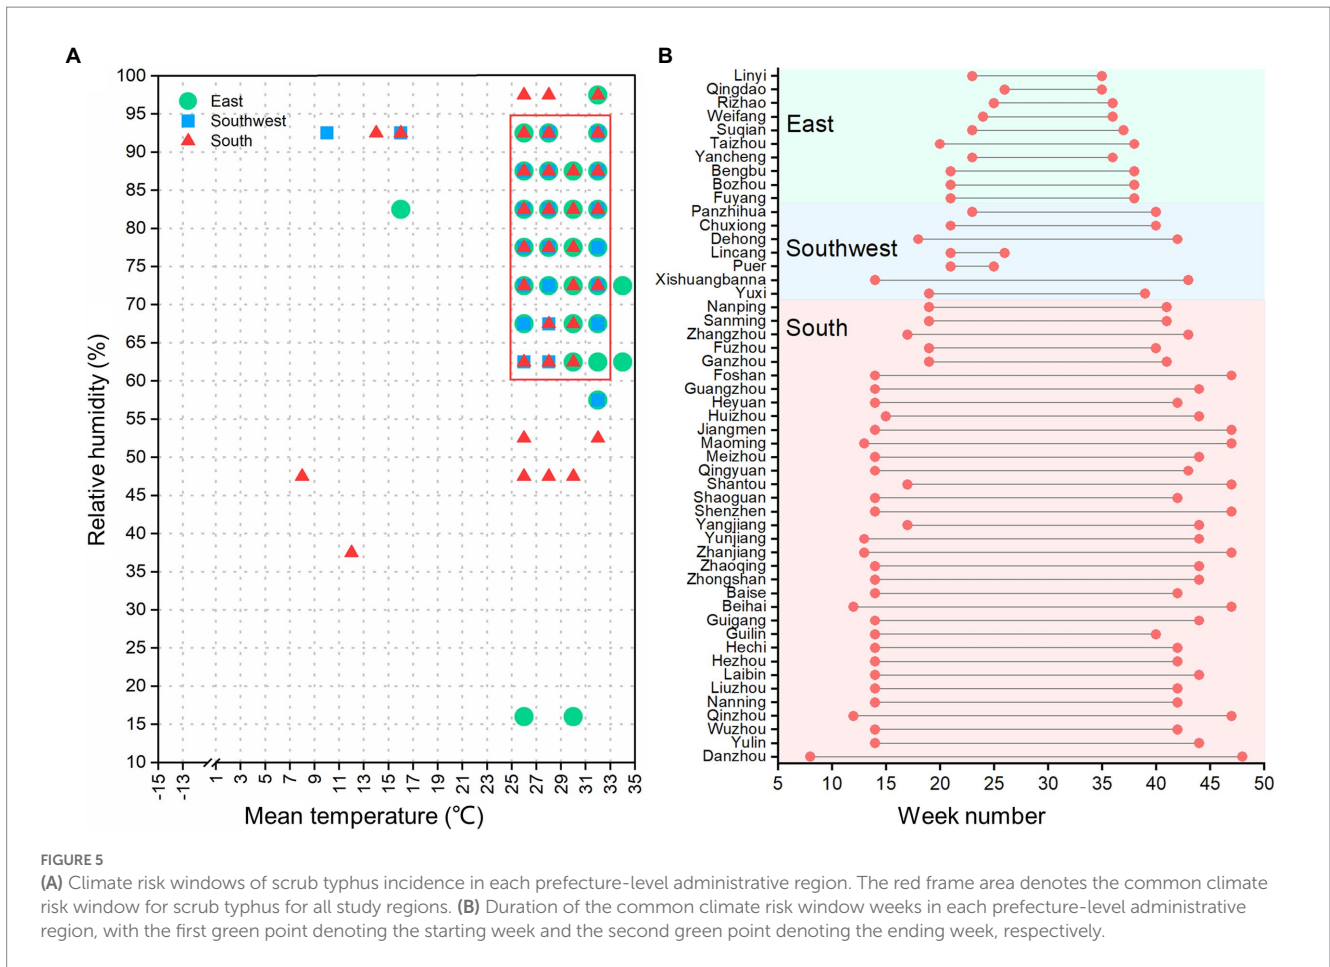 A
100
95
90
85
80
75
70
65
60
55
50
45
40
35
30
25
20
15
10
Relative humidity (%)
East
Southwest
South
-15
-13
1
3
5
7
9
11
13
15
17
19
21
23
25
27
29
31
33
35
Mean temperature (℃)
B
Linyi
Qingdao
Rizhao
Weifang
Suqian
Taizhou
Yancheng
Bengbu
Bozhou
Fuyang
Panzhihua
Chuxiong
Dehong
Lincang
Puer
Xishuangbanna
Yuxi
Nanping
Sanming
Zhangzhou
Fuzhou
Ganzhou
Foshan
Guangzhou
Heyuan
Huizhou
Jiangmen
Maoming
Meizhou
Qingyuan
Shantou
Shaoguan
Shenzhen
Yangjiang
Yunjiang
Zhanjiang
Zhaoqing
Zhongshan
Baise
Beihai
Guigang
Guilin
Hechi
Hezhou
Laibin
Liuzhou
Nanning
Qinzhou
Wuzhou
Yulin
Danzhou
East
Southwest
South
5
10
15
20
25
30
35
40
45
50
Week number
FIGURE 5
(A) Climate risk windows of scrub typhus incidence in each prefecture-level administrative region. The red frame area denotes the common climate
risk window for scrub typhus for all study regions. (B) Duration of the common climate risk window weeks in each prefecture-level administrative
region, with the first green point denoting the starting week and the second green point denoting the ending week, respectively.